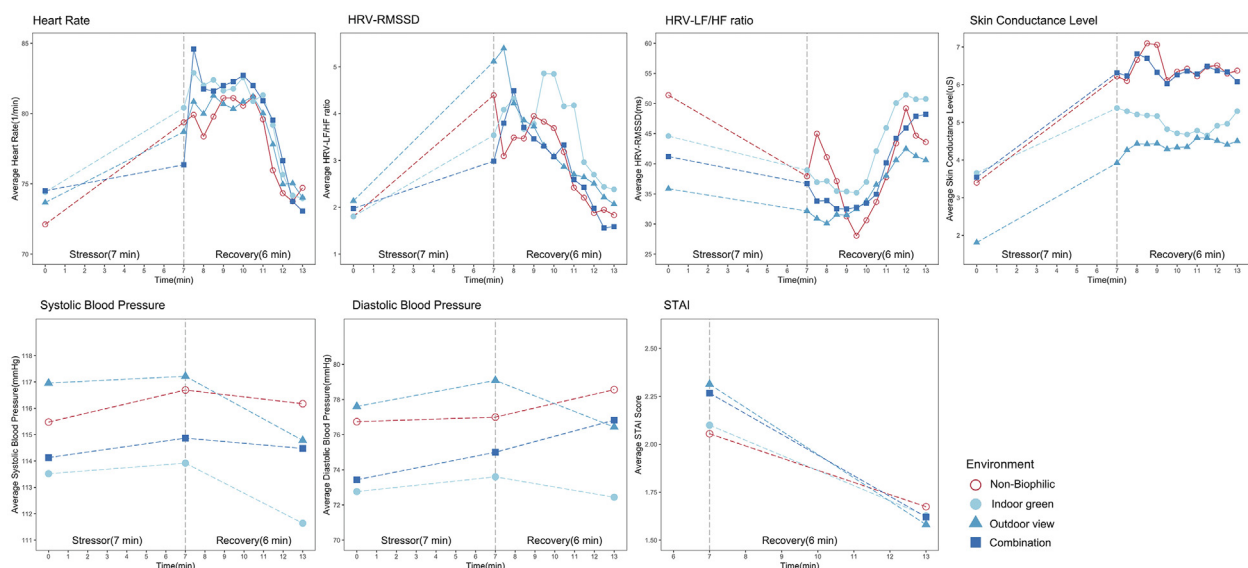 Heart Rate
HRV-RMSSD
HRV-LF/HF ratio
Skin Conductance Level
Average Heart Rate(1/min)
85
80
75
70
Stressor(7 min)
Recovery(6 min)
0 1 2 3 4 5 6 7 8 9 10 11 12 13
Time(min)
Average HRV-LF/HF ratio
5
4
3
2
1
Stressor(7 min)
Recovery(6 min)
0 1 2 3 4 5 6 7 8 9 10 11 12 13
Time(min)
Average HRV-RMSSD(ms)
60
55
50
45
40
35
30
25
Stressor(7 min)
Recovery(6 min)
0 1 2 3 4 5 6 7 8 9 10 11 12 13
Time(min)
Average Skin Conductance Level(uS)
7
6
5
4
3
2
Stressor(7 min)
Recovery(6 min)
0 1 2 3 4 5 6 7 8 9 10 11 12 13
Time(min)
Systolic Blood Pressure
Diastolic Blood Pressure
STAI
Average Systolic Blood Pressure(mmHg)
118
117
116
115
114
113
112
111
Stressor(7 min)
Recovery(6 min)
0 1 2 3 4 5 6 7 8 9 10 11 12 13
Time(min)
Average Diastolic Blood Pressure(mmHg)
80
78
76
74
72
70
Stressor(7 min)
Recovery(6 min)
0 1 2 3 4 5 6 7 8 9 10 11 12 13
Time(min)
Average STAI Score
2.50
2.25
2.00
1.75
1.50
Recovery(6 min)
6 7 8 9 10 11 12 13
Time(min)
Environment
Non-Biophilic
Indoor green
Outdoor view
Combination